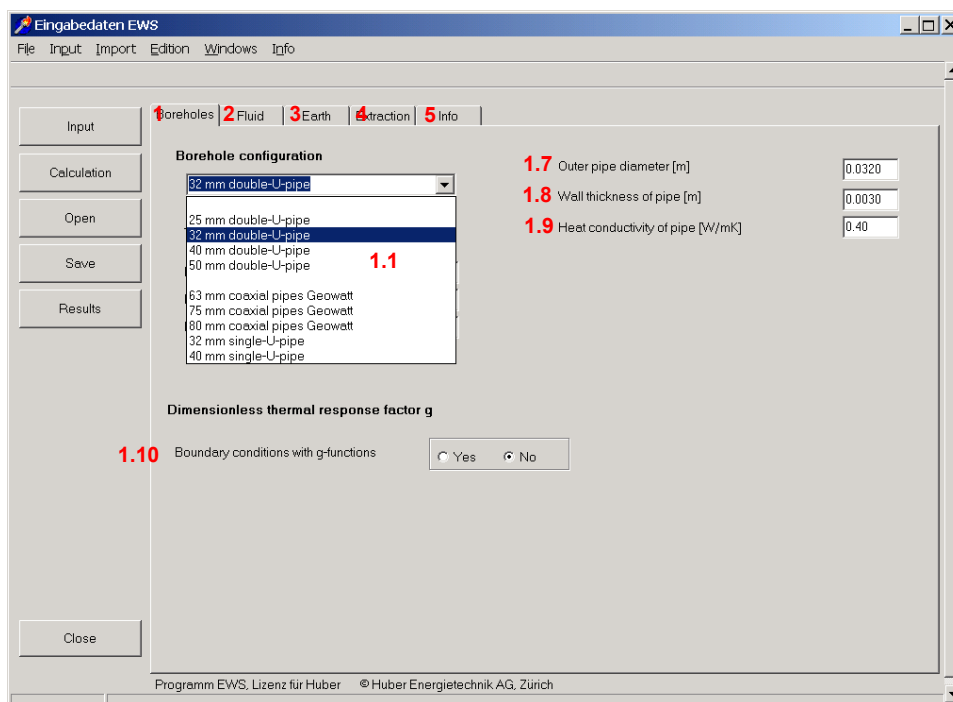 Eingabedaten EWS
File Input Import Edition Windows Info
1 Boreholes 2 Fluid 3 Earth 4 Extraction 5 Info
Input
Calculation
Open
Save
Results
Close
Borehole configuration
32 mm double-U-pipe
25 mm double-U-pipe
32 mm double-U-pipe
40 mm double-U-pipe
50 mm double-U-pipe
1.1
63 mm coaxial pipes Geowatt
75 mm coaxial pipes Geowatt
80 mm coaxial pipes Geowatt
32 mm single-U-pipe
40 mm single-U-pipe
1.7 Outer pipe diameter [m] 0.0320
1.8 Wall thickness of pipe [m] 0.0030
1.9 Heat conductivity of pipe [W/mK] 0.40
Dimensionless thermal response factor g
1.10 Boundary conditions with g-functions Yes No
Programm EWS, Lizenz für Huber © Huber Energietechnik AG, Zürich